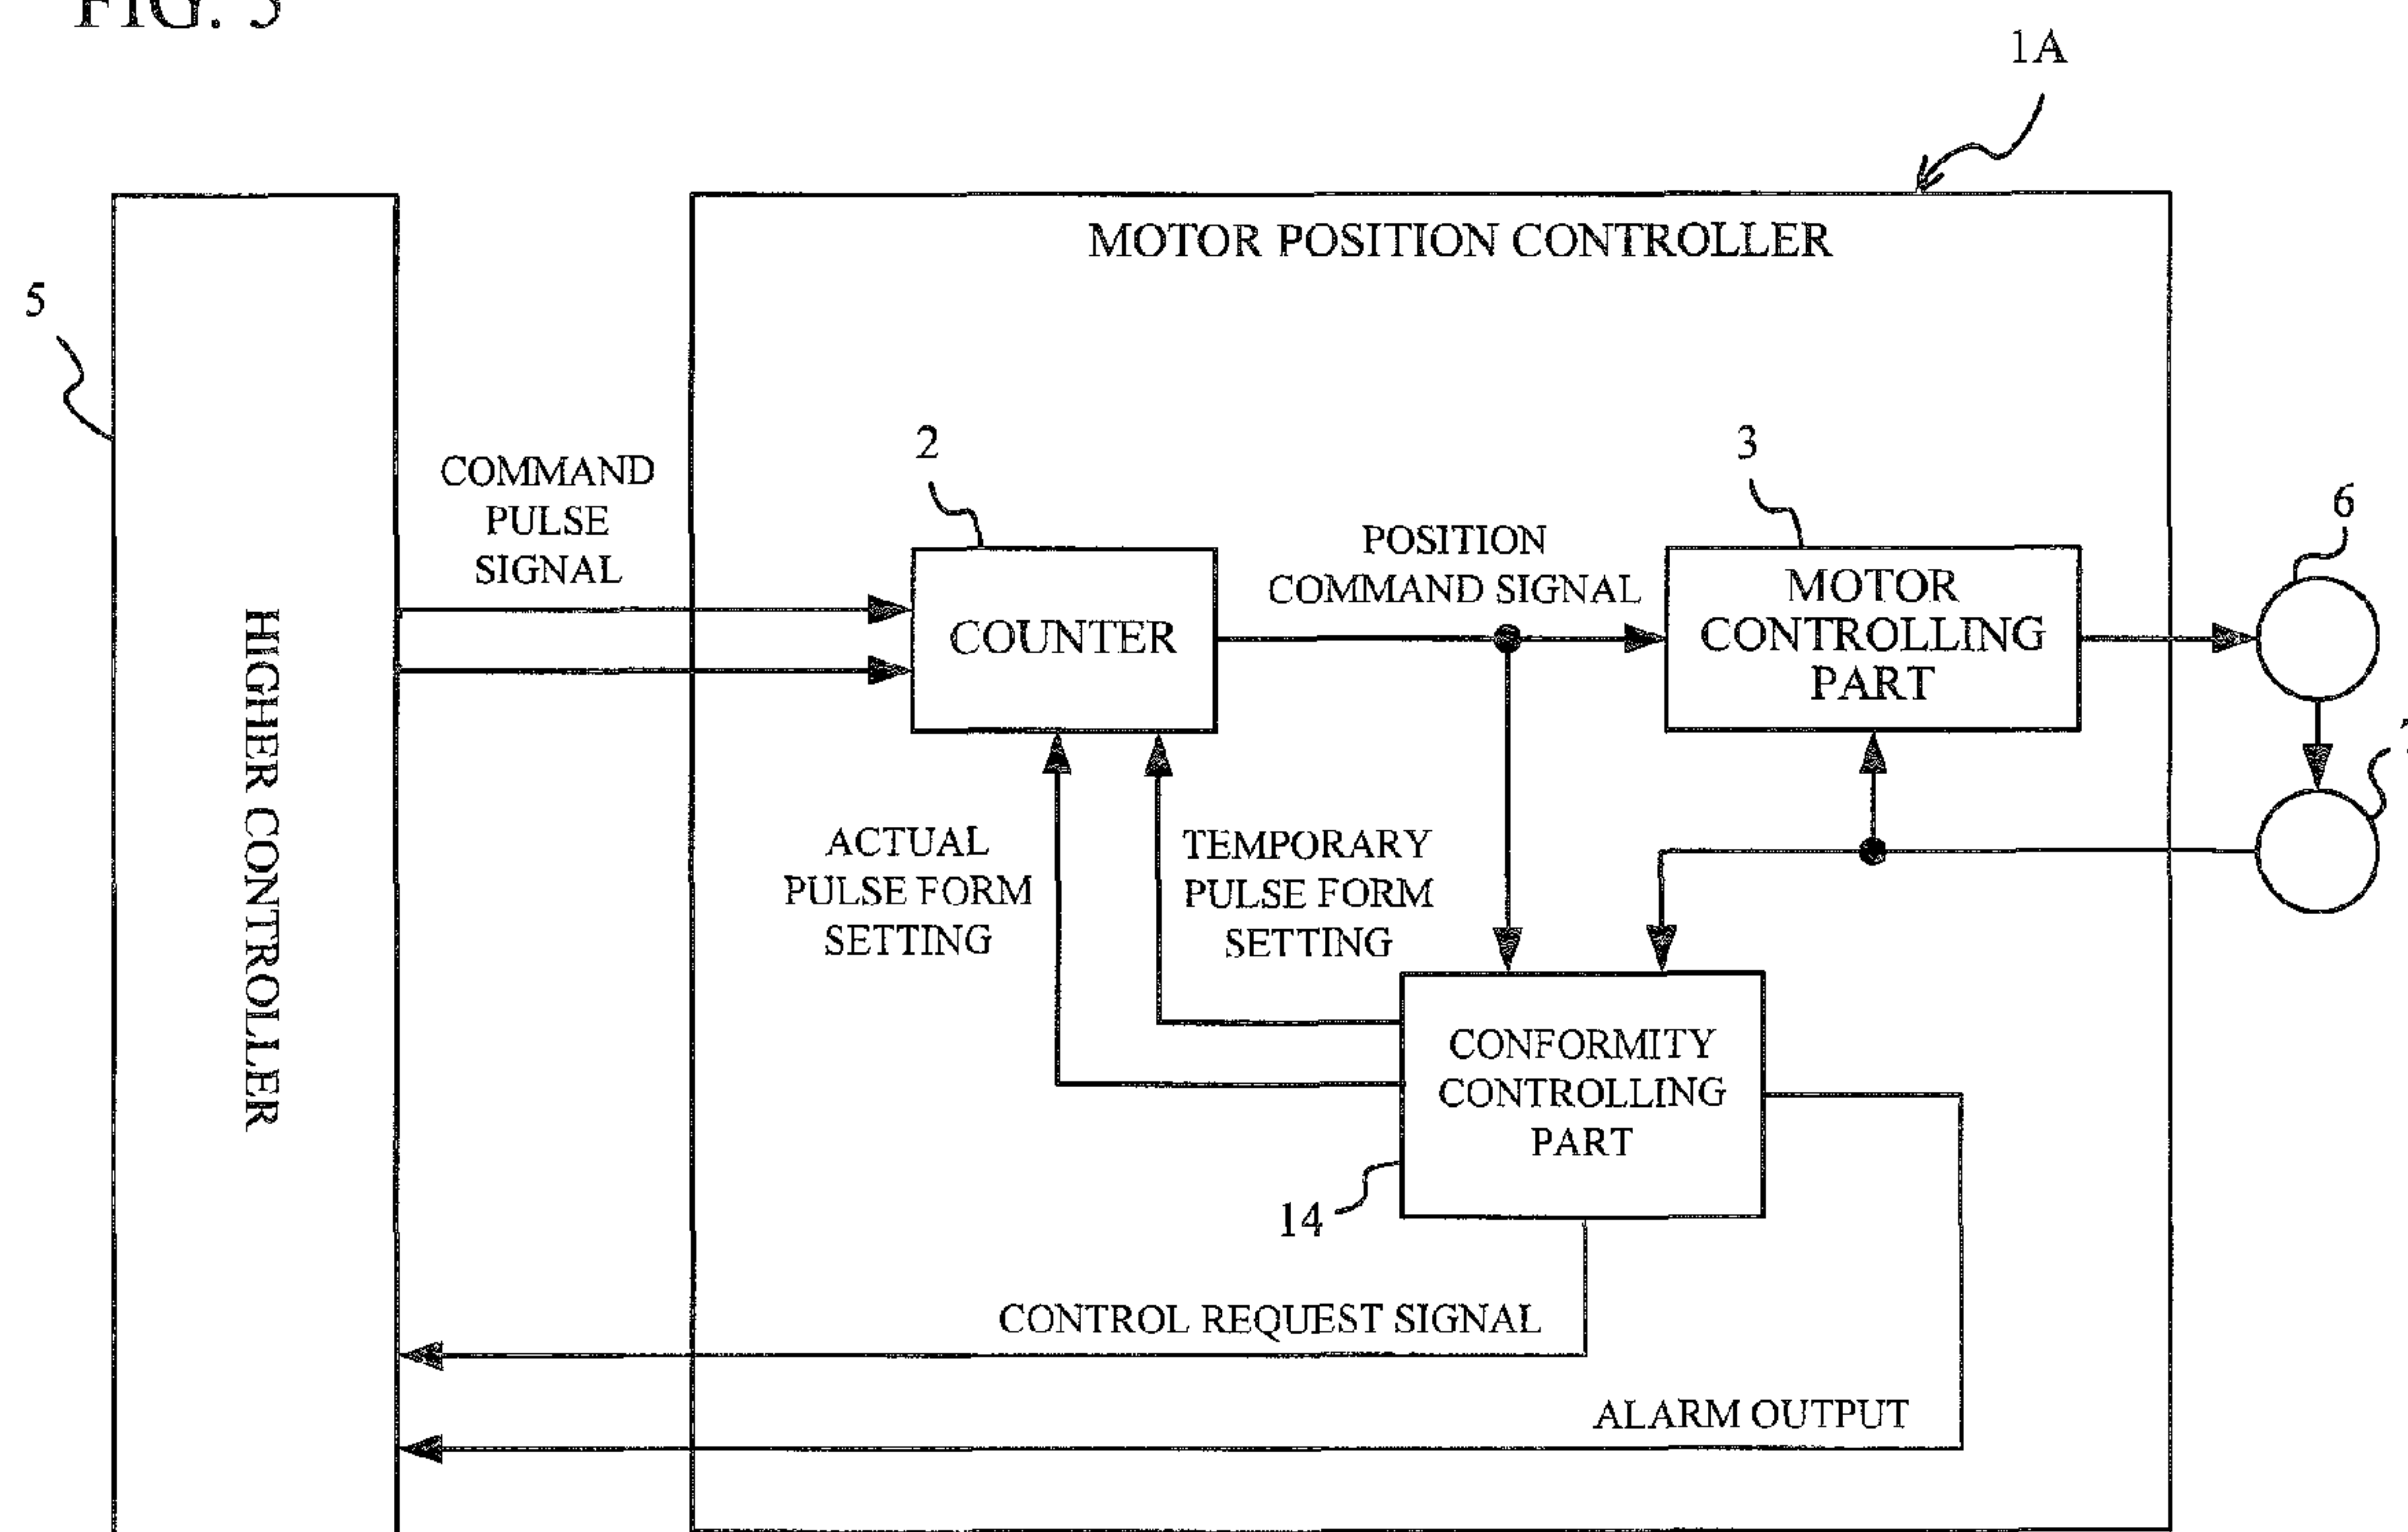 FIG. 5
1A
MOTOR POSITION CONTROLLER
5
HIGHER CONTROLLER
COMMAND
PULSE
SIGNAL
2
COUNTER
POSITION
COMMAND SIGNAL
3
MOTOR
CONTROLLING
PART
6
ACTUAL
PULSE FORM
SETTING
TEMPORARY
PULSE FORM
SETTING
CONFORMITY
CONTROLLING
PART
14
CONTROL REQUEST SIGNAL
ALARM OUTPUT